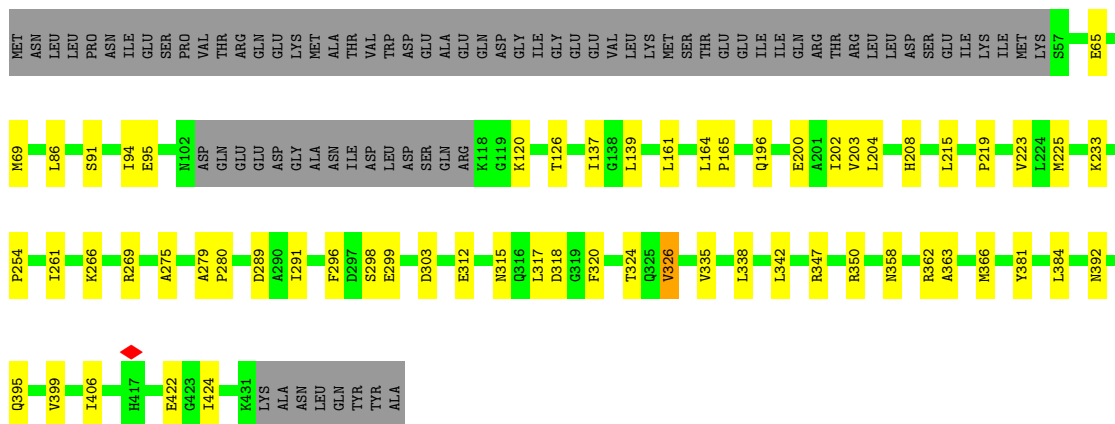 MET ASN LEU LEU PRO ASN ILE GLU SER PRO VAL THR ARG GLN GLU LYS MET ALA THR VAL TRP ASP GLU ALA GLU GLN ASP GLY ILE GLY GLU GLU VAL LEU LYS MET SER THR GLU GLU ILE ILE GLN ARG THR ARG LEU LEU ASP SER GLU ILE LYS ILE MET LYS S57 E65
M69 L86 S91 I94 E95 N102 ASP GLN GLU GLU ASP GLY ALA ASN ILE ASP LEU ASP SER GLN ARG K118 G119 K120 T126 I137 G138 L139 L161 L164 P165 Q196 E200 A201 I202 V203 L204 H208 L215 P219 V223 L224 M225 K233
P254 I261 K266 R269 A275 A279 P280 D289 A290 I291 F296 D297 S298 E299 D303 E312 N315 Q316 L317 D318 G319 F320 T324 Q325 V326 V335 L338 L342 R347 R350 N358 R362 A363 M366 Y381 L384 N392
Q395 V399 I406 H417 E422 G423 I424 K431 LYS ALA ASN LEU GLN TYR TYR ALA